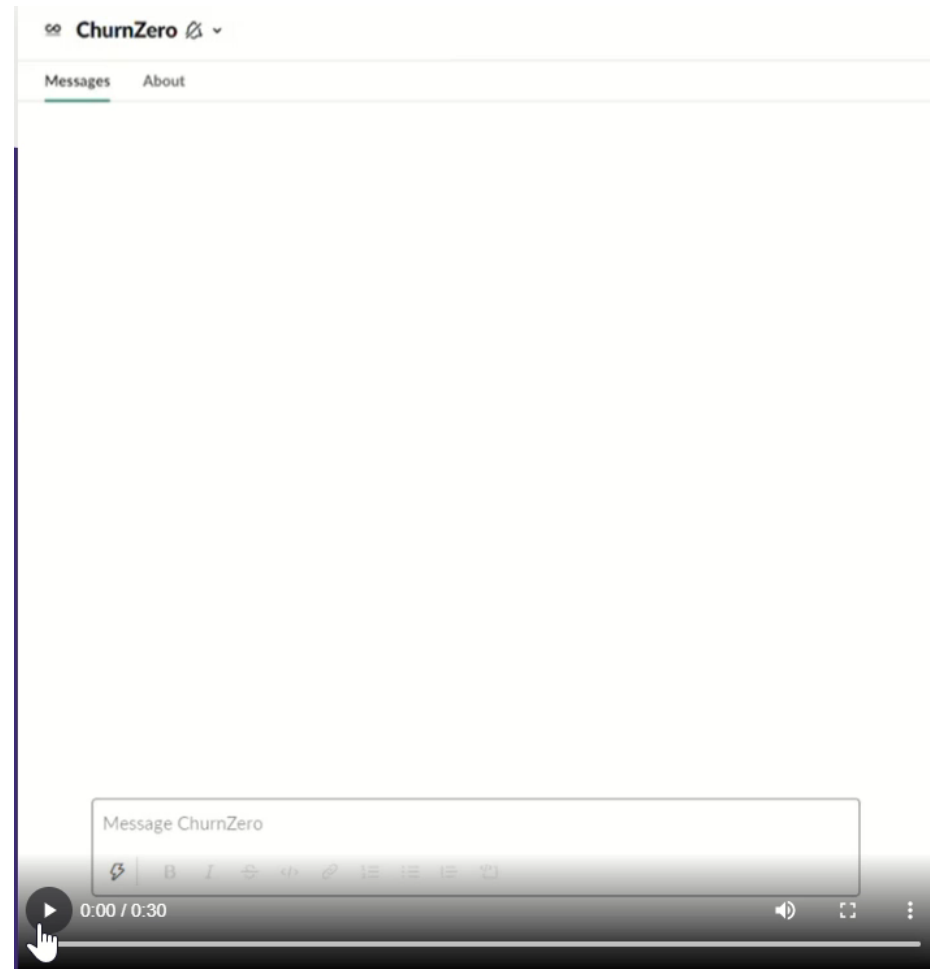 ChurnZero
Messages About
Message ChurnZero
B I S </>
0:00 / 0:30